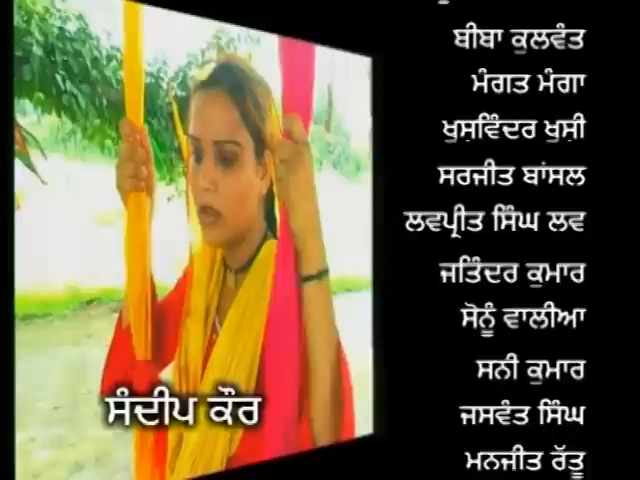 ਬੀਬਾ ਕੁਲਵੰਤ
ਮੰਗਤ ਮੰਗਾ
ਖੁਸ਼ਵਿੰਦਰ ਖੁਸ਼ੀ
ਸਰਜੀਤ ਬਾਂਸਲ
ਲਵਪ੍ਰੀਤ ਸਿੰਘ ਲਵ
ਜਤਿੰਦਰ ਕੁਮਾਰ
ਸੋਨੂੰ ਵਾਲੀਆ
ਸਨੀ ਕੁਮਾਰ
ਜਸਵੰਤ ਸਿੰਘ
ਮਨਜੀਤ ਰੱਤੂ
ਸੰਦੀਪ ਕੌਰ